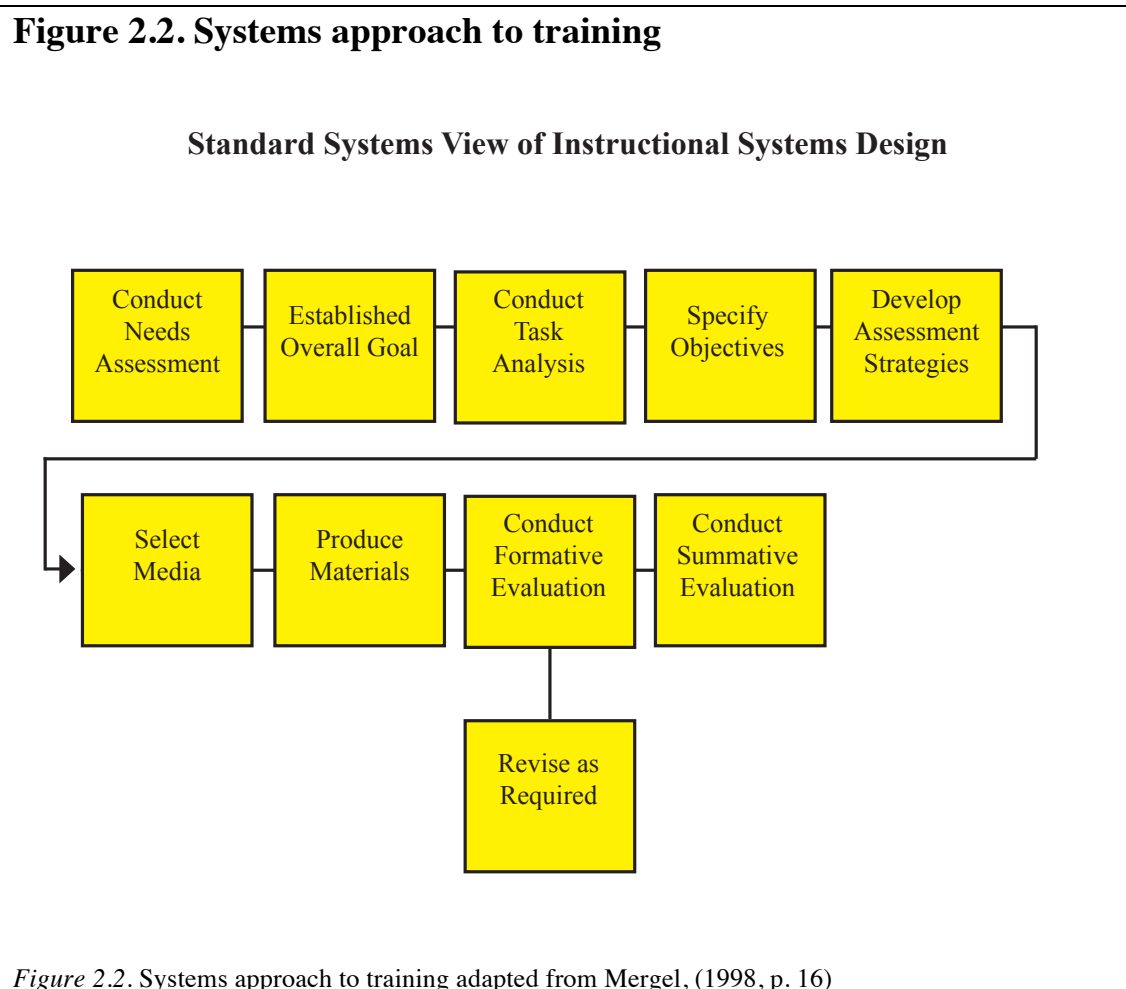 Figure 2.2. Systems approach to training
Standard Systems View of Instructional Systems Design
Conduct
Needs
Assessment
Established
Overall Goal
Conduct
Task
Analysis
Specify
Objectives
Develop
Assessment
Strategies
Select
Media
Produce
Materials
Conduct
Formative
Evaluation
Conduct
Summative
Evaluation
Revise as
Required
Figure 2.2. Systems approach to training adapted from Mergel, (1998, p. 16)